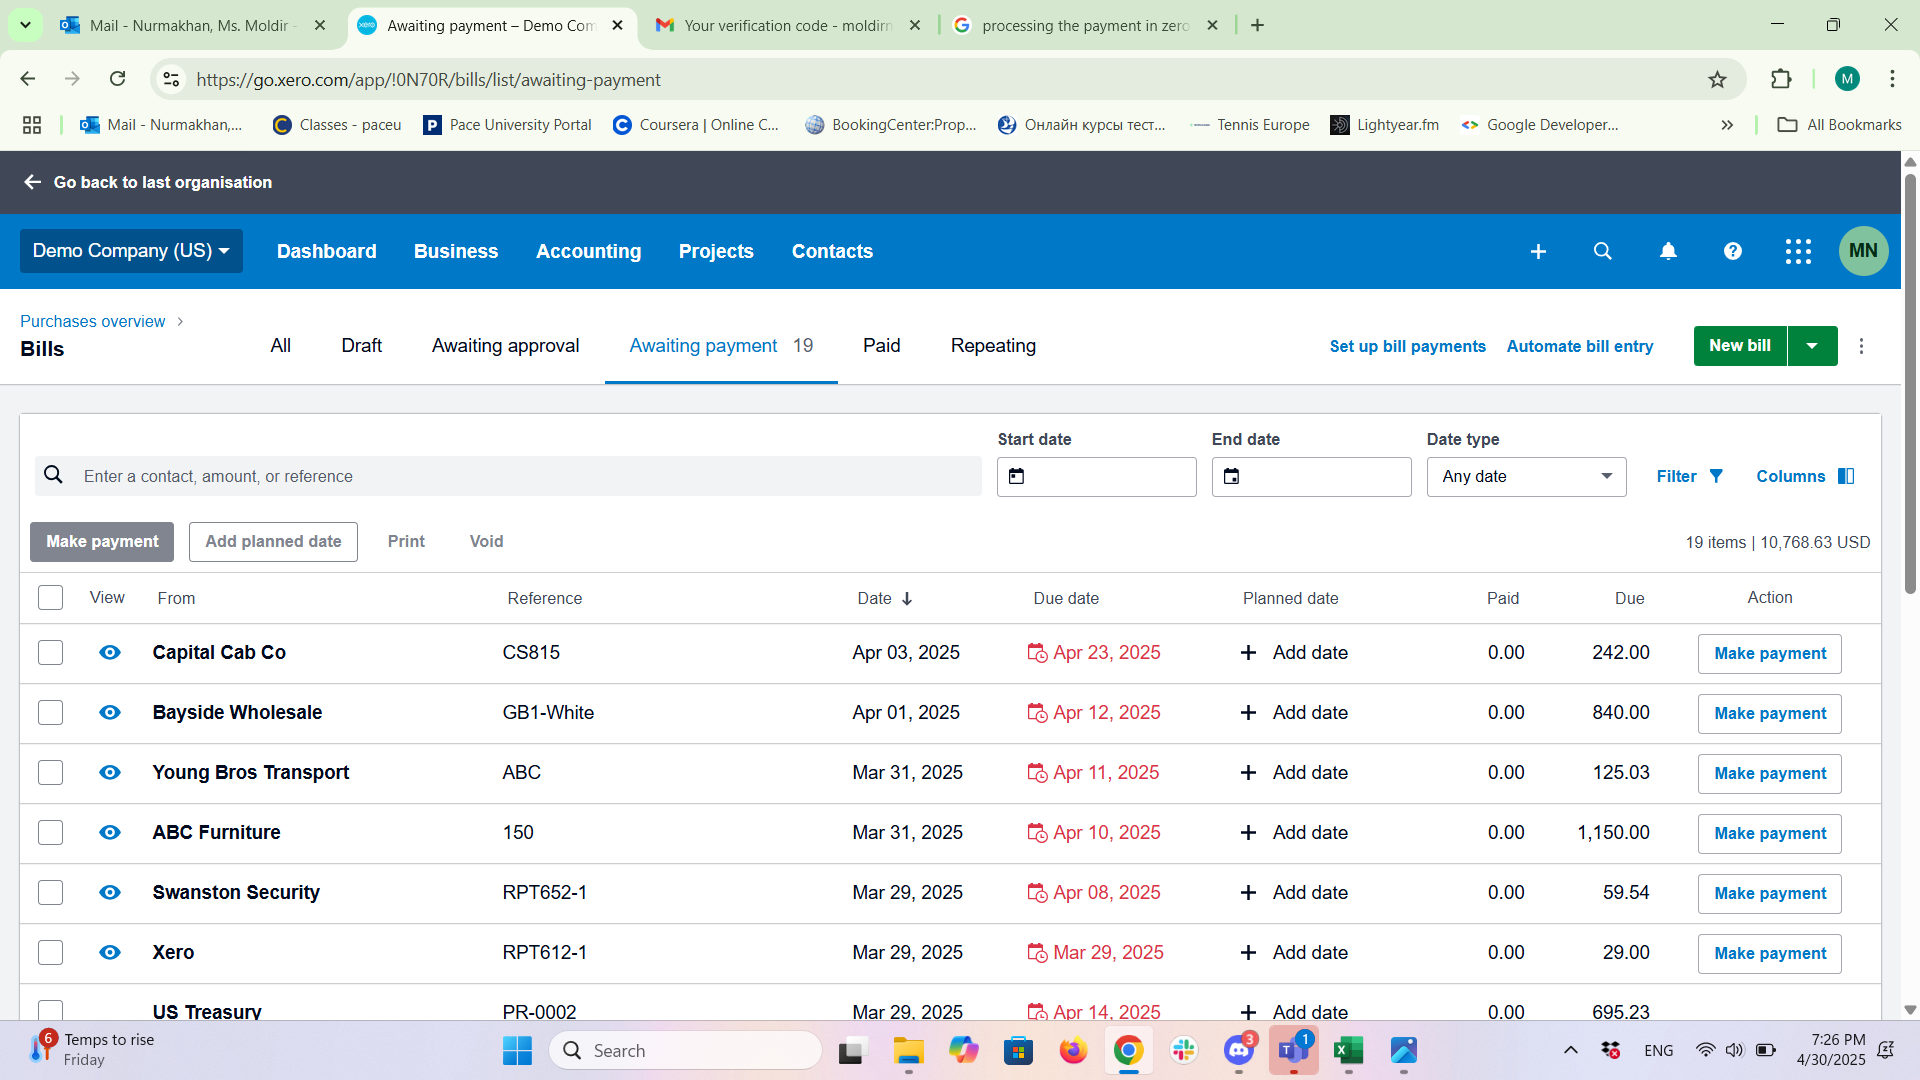 Mail - Nurmakhan, Ms. Moldir -
Awaiting payment – Demo Com
Your verification code - moldirn
processing the payment in zero
https://go.xero.com/app/!0N70R/bills/list/awaiting-payment
M
Mail - Nurmakhan,...
Classes - paceu
Pace University Portal
Coursera | Online C...
BookingCenter:Prop...
Онлайн курсы тест...
Tennis Europe
Lightyear.fm
Google Developer...
All Bookmarks
Go back to last organisation
Demo Company (US)
Dashboard
Business
Accounting
Projects
Contacts
MN
Purchases overview
Bills
All
Draft
Awaiting approval
Awaiting payment 19
Paid
Repeating
Set up bill payments
Automate bill entry
New bill
Start date
End date
Date type
Enter a contact, amount, or reference
Any date
Filter
Columns
Make payment
Add planned date
Print
Void
19 items | 10,768.63 USD
View From Reference Date Due date Planned date Paid Due Action
Capital Cab Co CS815 Apr 03, 2025 Apr 23, 2025 Add date 0.00 242.00 Make payment
Bayside Wholesale GB1-White Apr 01, 2025 Apr 12, 2025 Add date 0.00 840.00 Make payment
Young Bros Transport ABC Mar 31, 2025 Apr 11, 2025 Add date 0.00 125.03 Make payment
ABC Furniture 150 Mar 31, 2025 Apr 10, 2025 Add date 0.00 1,150.00 Make payment
Swanston Security RPT652-1 Mar 29, 2025 Apr 08, 2025 Add date 0.00 59.54 Make payment
Xero RPT612-1 Mar 29, 2025 Mar 29, 2025 Add date 0.00 29.00 Make payment
US Treasury PR-0002 Mar 29, 2025 Apr 14, 2025 Add date 0.00 695.23
6
Temps to rise
Friday
Search
3
1
ENG
7:26 PM
4/30/2025